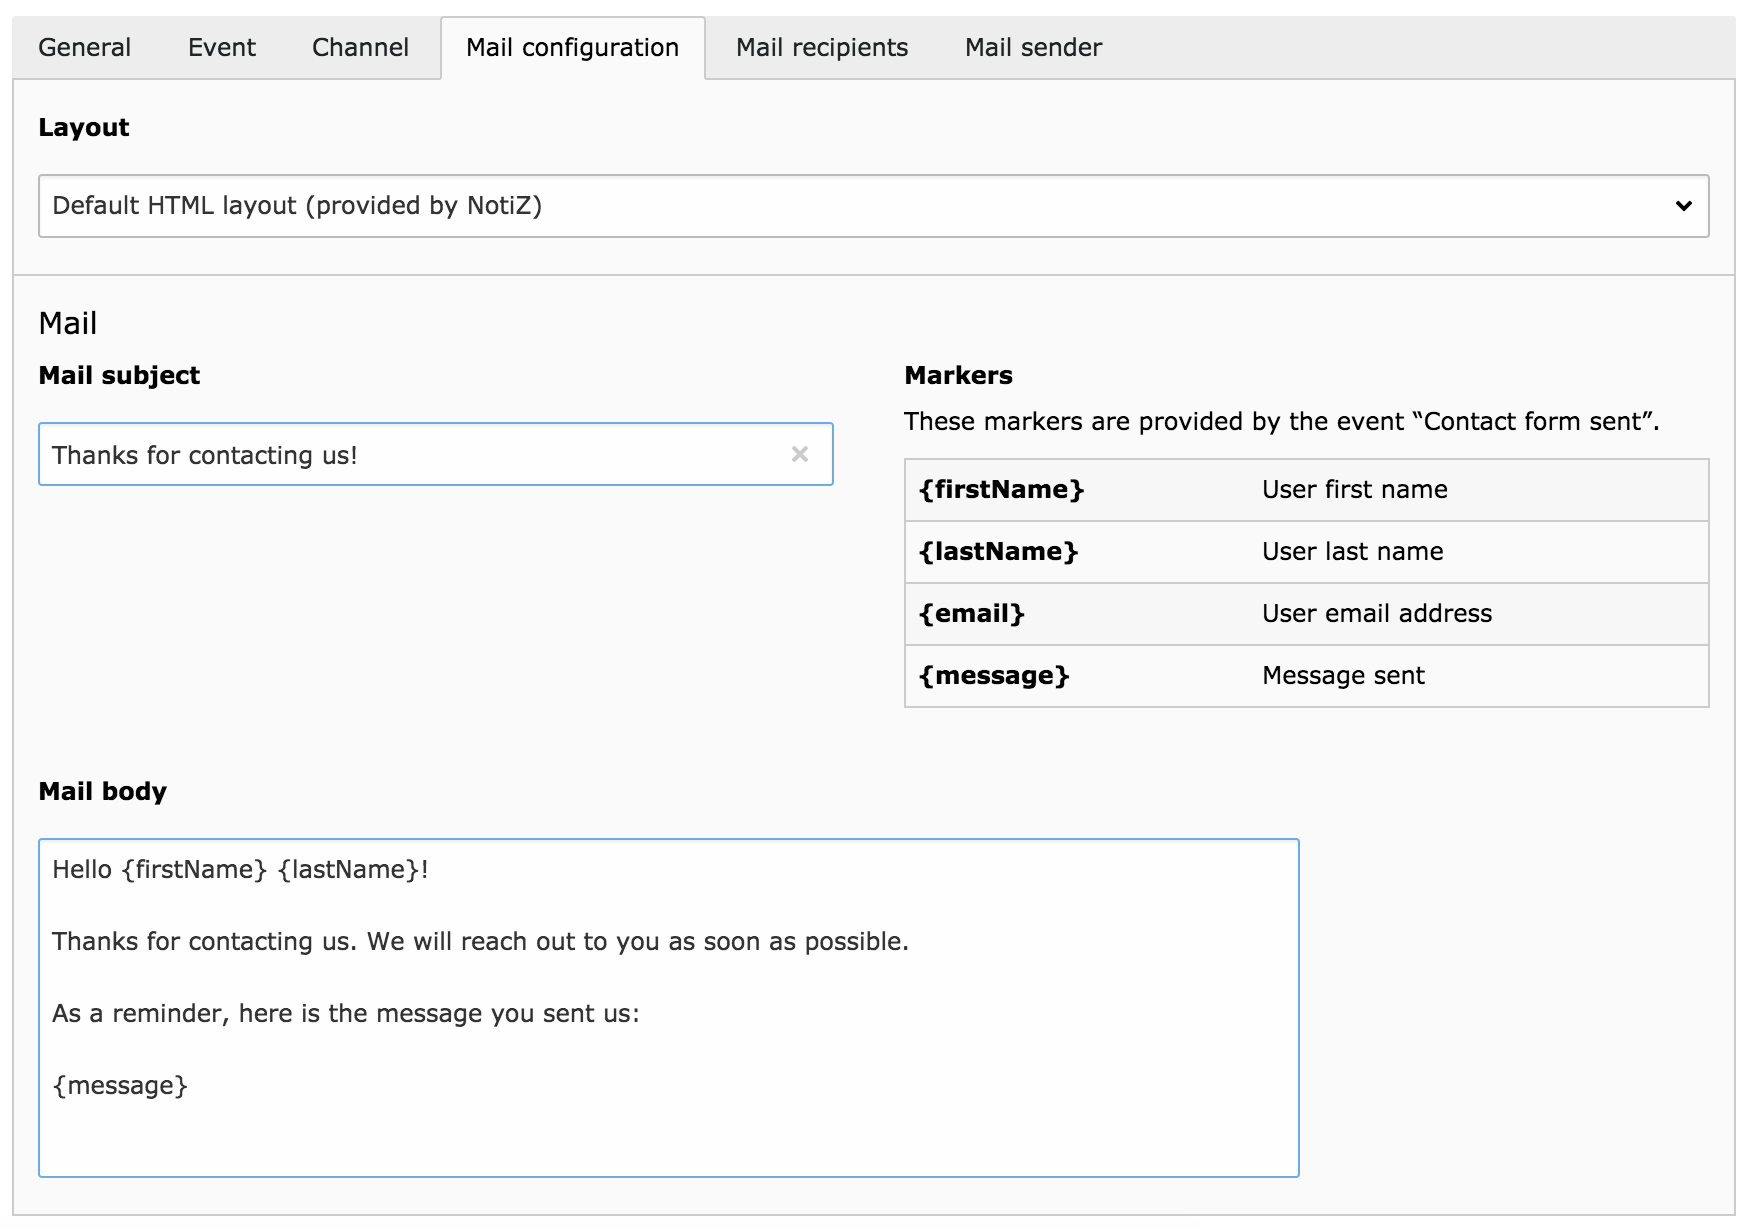 General Event Channel Mail configuration Mail recipients Mail sender
Layout
Default HTML layout (provided by NotiZ)
Mail
Mail subject
Thanks for contacting us!
Markers
These markers are provided by the event “Contact form sent”.
{firstName} User first name
{lastName} User last name
{email} User email address
{message} Message sent
Mail body
Hello {firstName} {lastName}!
Thanks for contacting us. We will reach out to you as soon as possible.
As a reminder, here is the message you sent us:
{message}